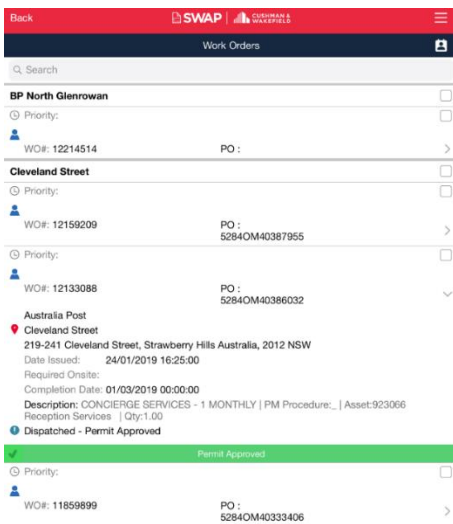 Back
SWAP | CUSHMAN & WAKEFIELD
Work Orders
Search
BP North Glenrowan
Priority:
WO#: 12214514 PO :
Cleveland Street
Priority:
WO#: 12159209 PO :
5284OM40387955
Priority:
WO#: 12133088 PO :
5284OM40386032
Australia Post
Cleveland Street
219-241 Cleveland Street, Strawberry Hills Australia, 2012 NSW
Date Issued: 24/01/2019 16:25:00
Required Onsite:
Completion Date: 01/03/2019 00:00:00
Description: CONCIERGE SERVICES - 1 MONTHLY | PM Procedure:_ | Asset:923066
Reception Services | Qty:1.00
Dispatched - Permit Approved
Permit Approved
Priority:
WO#: 11859899 PO :
5284OM40333406